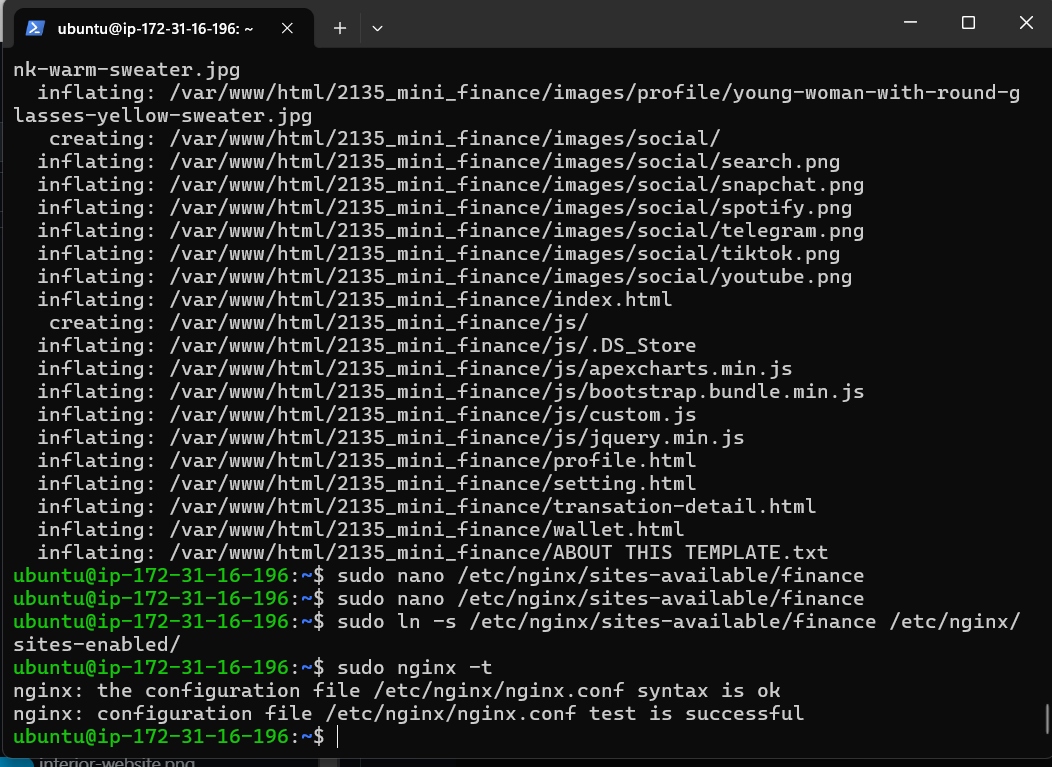 ubuntu@ip-172-31-16-196: ~
nk-warm-sweater.jpg
  inflating: /var/www/html/2135_mini_finance/images/profile/young-woman-with-round-g
lasses-yellow-sweater.jpg
   creating: /var/www/html/2135_mini_finance/images/social/
  inflating: /var/www/html/2135_mini_finance/images/social/search.png
  inflating: /var/www/html/2135_mini_finance/images/social/snapchat.png
  inflating: /var/www/html/2135_mini_finance/images/social/spotify.png
  inflating: /var/www/html/2135_mini_finance/images/social/telegram.png
  inflating: /var/www/html/2135_mini_finance/images/social/tiktok.png
  inflating: /var/www/html/2135_mini_finance/images/social/youtube.png
  inflating: /var/www/html/2135_mini_finance/index.html
   creating: /var/www/html/2135_mini_finance/js/
  inflating: /var/www/html/2135_mini_finance/js/.DS_Store
  inflating: /var/www/html/2135_mini_finance/js/apexcharts.min.js
  inflating: /var/www/html/2135_mini_finance/js/bootstrap.bundle.min.js
  inflating: /var/www/html/2135_mini_finance/js/custom.js
  inflating: /var/www/html/2135_mini_finance/js/jquery.min.js
  inflating: /var/www/html/2135_mini_finance/profile.html
  inflating: /var/www/html/2135_mini_finance/setting.html
  inflating: /var/www/html/2135_mini_finance/transation-detail.html
  inflating: /var/www/html/2135_mini_finance/wallet.html
  inflating: /var/www/html/2135_mini_finance/ABOUT THIS TEMPLATE.txt
ubuntu@ip-172-31-16-196:~$ sudo nano /etc/nginx/sites-available/finance
ubuntu@ip-172-31-16-196:~$ sudo nano /etc/nginx/sites-available/finance
ubuntu@ip-172-31-16-196:~$ sudo ln -s /etc/nginx/sites-available/finance /etc/nginx/
sites-enabled/
ubuntu@ip-172-31-16-196:~$ sudo nginx -t
nginx: the configuration file /etc/nginx/nginx.conf syntax is ok
nginx: configuration file /etc/nginx/nginx.conf test is successful
ubuntu@ip-172-31-16-196:~$
interior-website.png